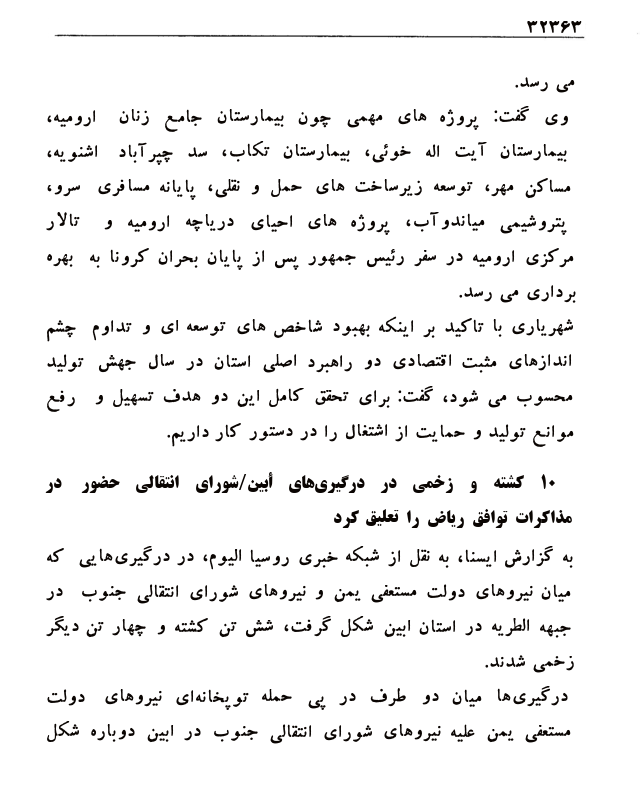 ۳۲۳۶۳
می رسد.
وی گفت: پروژه های مهمی چون بیمارستان جامع زنان ارومیه،
بیمارستان آیت اله خوئی، بیمارستان تکاب، سد چپرآباد اشنویه،
مساکن مهر، توسعه زیرساخت های حمل و نقلی، پایانه مسافری سرو،
پتروشیمی میاندوآب، پروژه های احیای دریاچه ارومیه و تالار
مرکزی ارومیه در سفر رئیس جمهور پس از پایان بحران کرونا به بهره
برداری می رسد.
شهریاری با تاکید بر اینکه بهبود شاخص های توسعه ای و تداوم چشم
اندازهای مثبت اقتصادی دو راهبرد اصلی استان در سال جهش تولید
محسوب می شود، گفت: برای تحقق کامل این دو هدف تسهیل و رفع
موانع تولید و حمایت از اشتغال را در دستور کار داریم.
۱۰ کشته و زخمی در درگیری‌های أبین/شورای انتقالی حضور در
مذاکرات توافق ریاض را تعلیق کرد
به گزارش ایسنا، به نقل از شبکه خبری روسیا الیوم، در درگیری‌هایی که
میان نیروهای دولت مستعفی یمن و نیروهای شورای انتقالی جنوب در
جبهه الطریه در استان ابین شکل گرفت، شش تن کشته و چهار تن دیگر
زخمی شدند.
درگیری‌ها میان دو طرف در پی حمله توپخانه‌ای نیروهای دولت
مستعفی یمن علیه نیروهای شورای انتقالی جنوب در ابین دوباره شکل